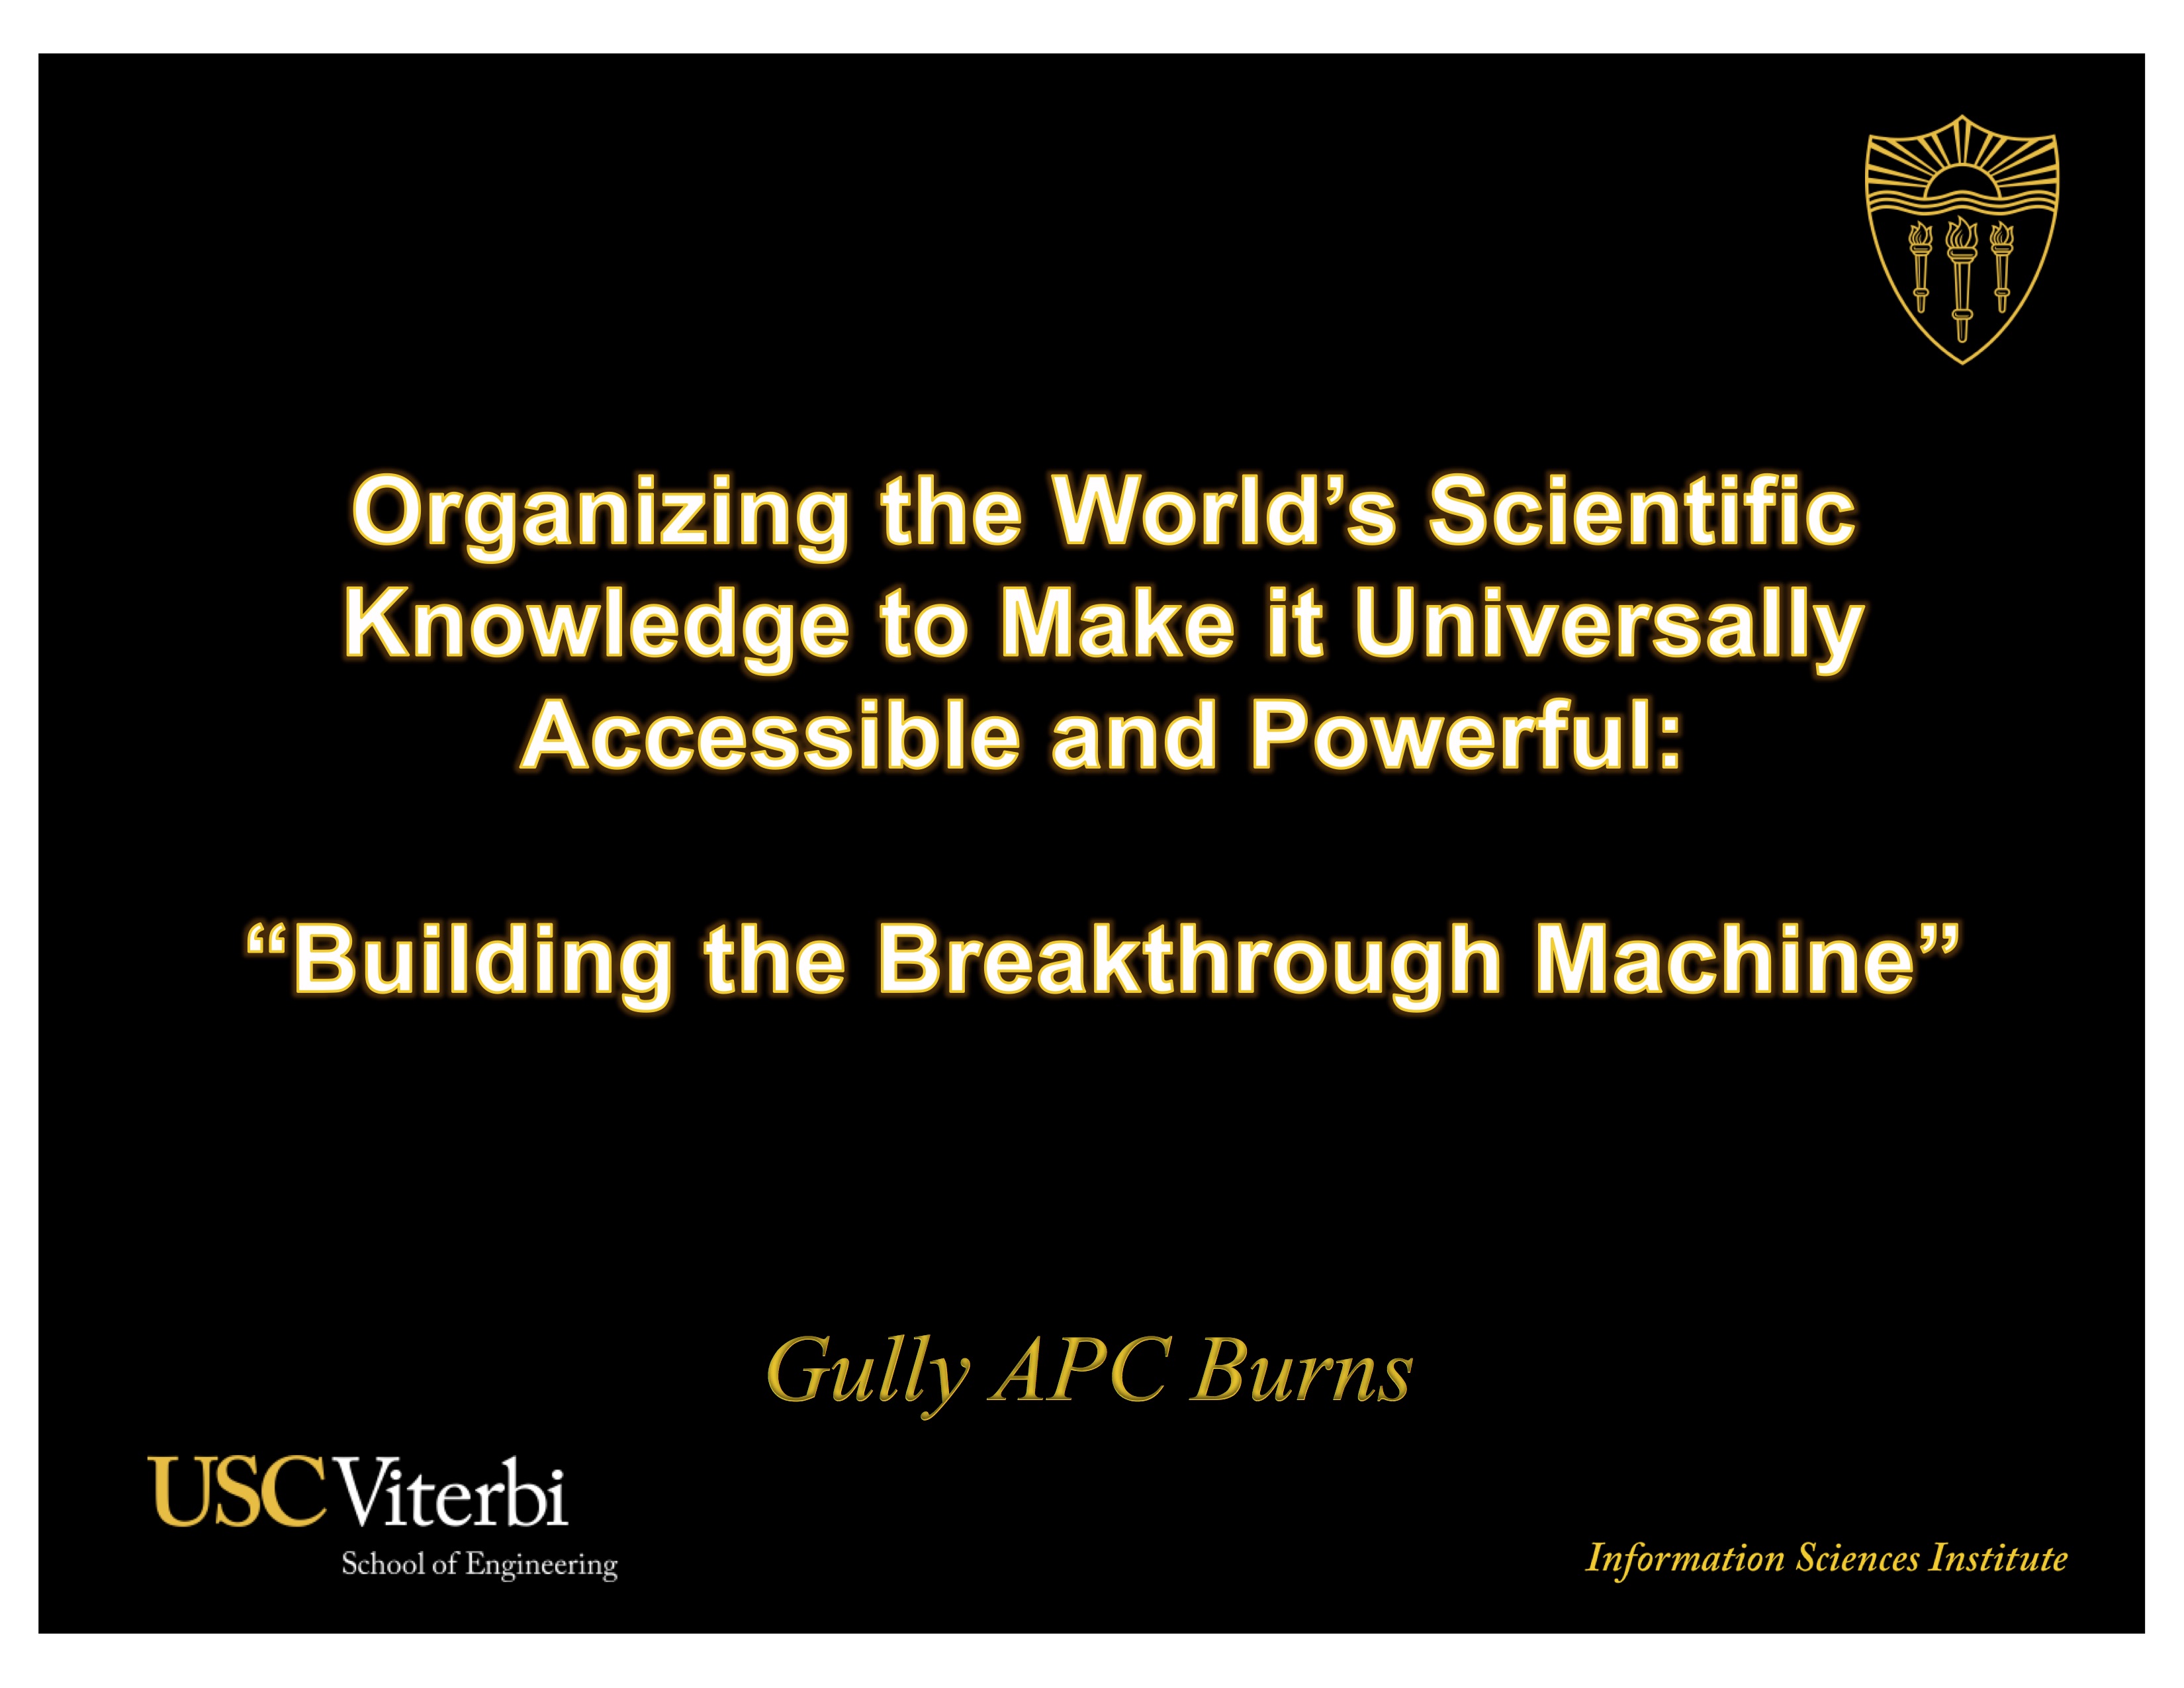 Organizing the World’s Scientific
Knowledge to Make it Universally
Accessible and Powerful:
“Building the Breakthrough Machine”
Gully APC Burns
USC Viterbi
School of Engineering
Information Sciences Institute